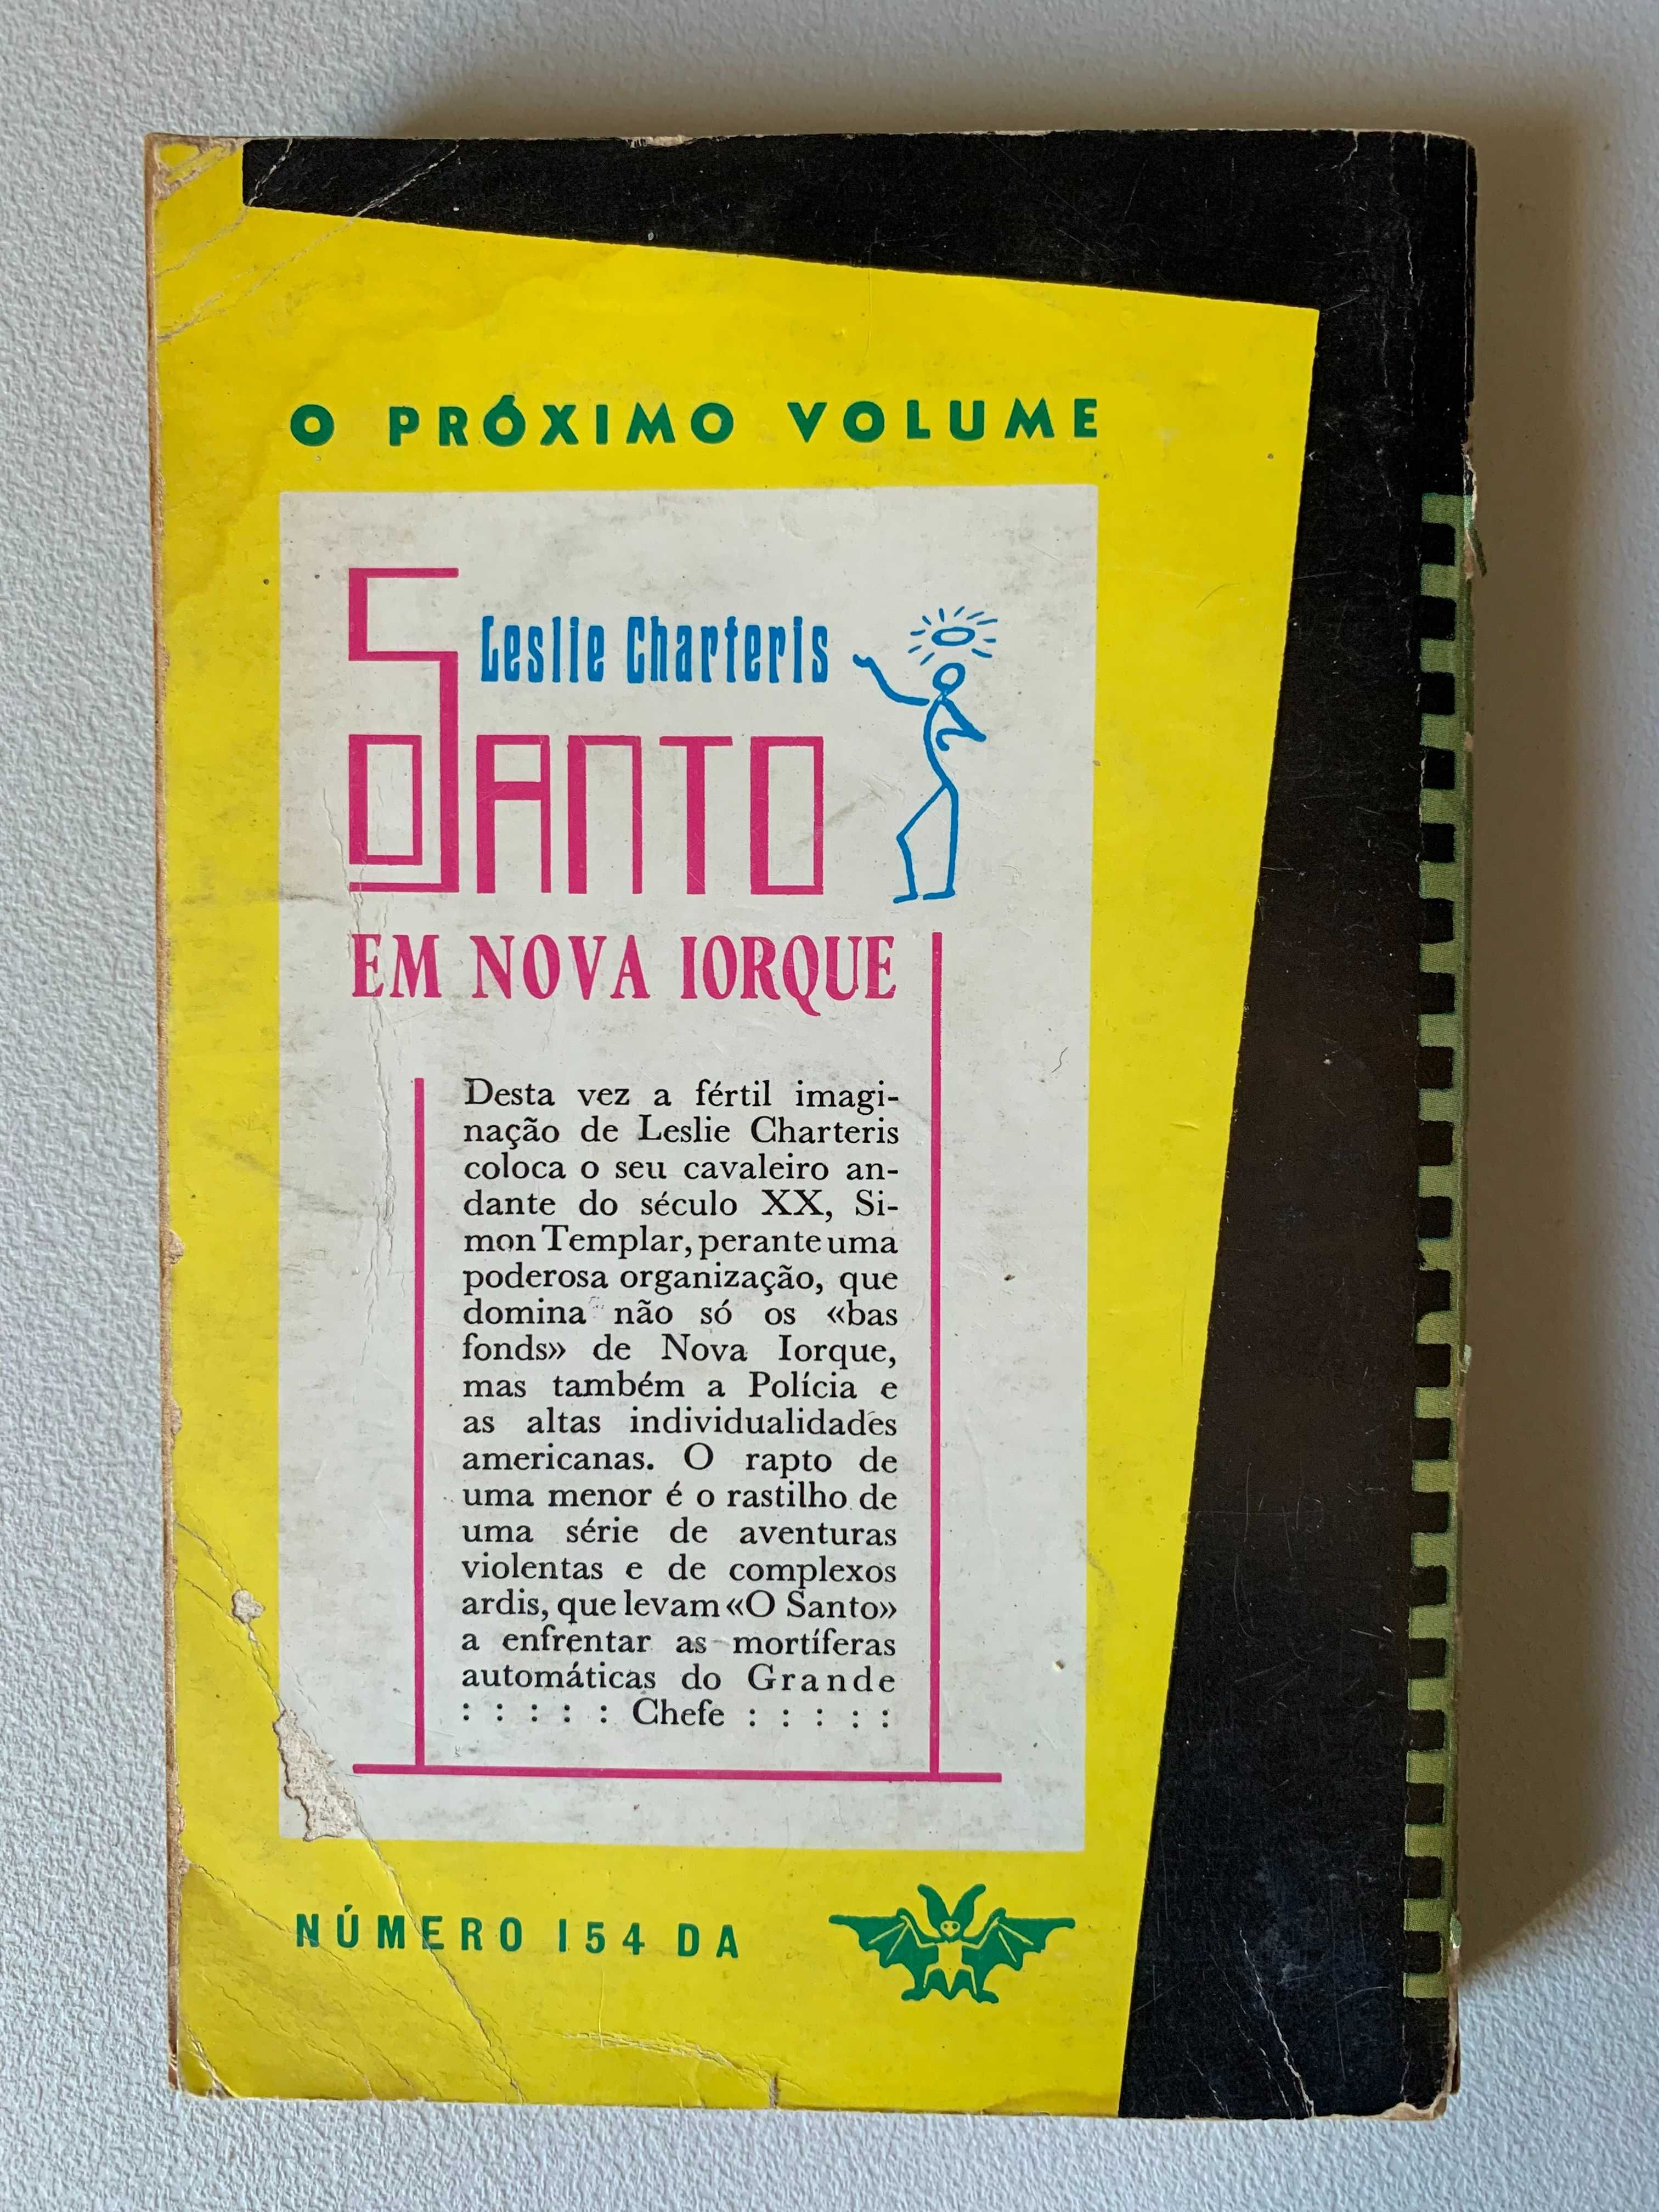 O PRÓXIMO VOLUME
Leslie Charteris
O SANTO
EM NOVA IORQUE
Desta vez a fértil imagi-
nação de Leslie Charteris
coloca o seu cavaleiro an-
dante do século XX, Si-
mon Templar, perante uma
poderosa organização, que
domina não só os «bas
fonds» de Nova Iorque,
mas também a Polícia e
as altas individualidades
americanas. O rapto de
uma menor é o rastilho de
uma série de aventuras
violentas e de complexos
ardis, que levam «O Santo»
a enfrentar as mortíferas
automáticas do Grande
: : : : : Chefe : : : : :
NÚMERO 154 DA